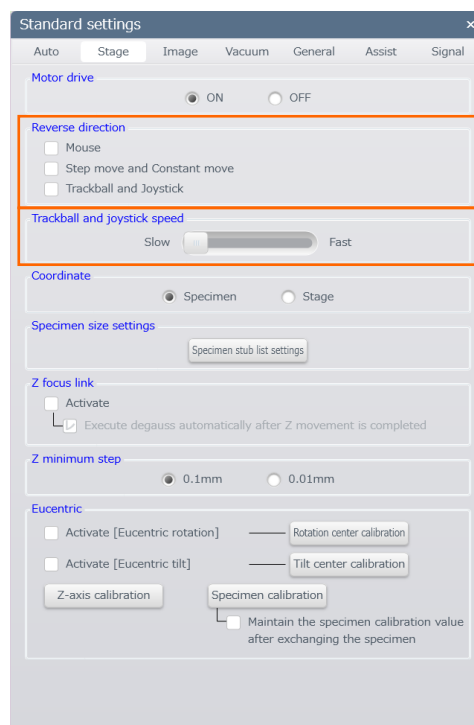 Standard settings
Auto Stage Image Vacuum General Assist Signal
Motor drive
ON OFF
Reverse direction
Mouse
Step move and Constant move
Trackball and Joystick
Trackball and joystick speed
Slow Fast
Coordinate
Specimen Stage
Specimen size settings
Specimen stub list settings
Z focus link
Activate
Execute degauss automatically after Z movement is completed
Z minimum step
0.1mm 0.01mm
Eucentric
Activate [Eucentric rotation] Rotation center calibration
Activate [Eucentric tilt] Tilt center calibration
Z-axis calibration Specimen calibration
Maintain the specimen calibration value
after exchanging the specimen